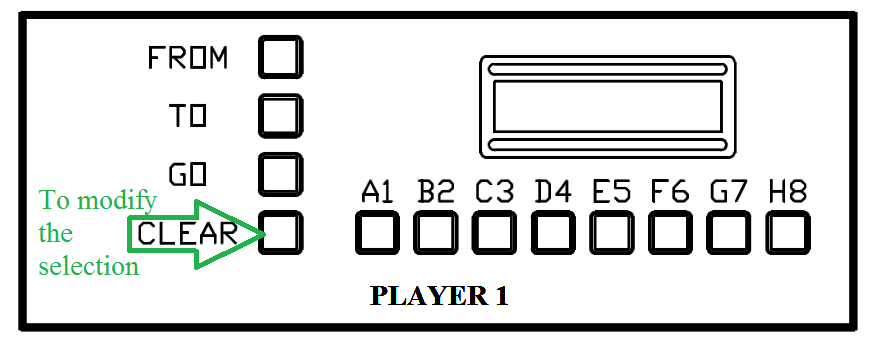 FROM
TO
GO
To modify
the
selection
CLEAR
A1 B2 C3 D4 E5 F6 G7 H8
PLAYER 1